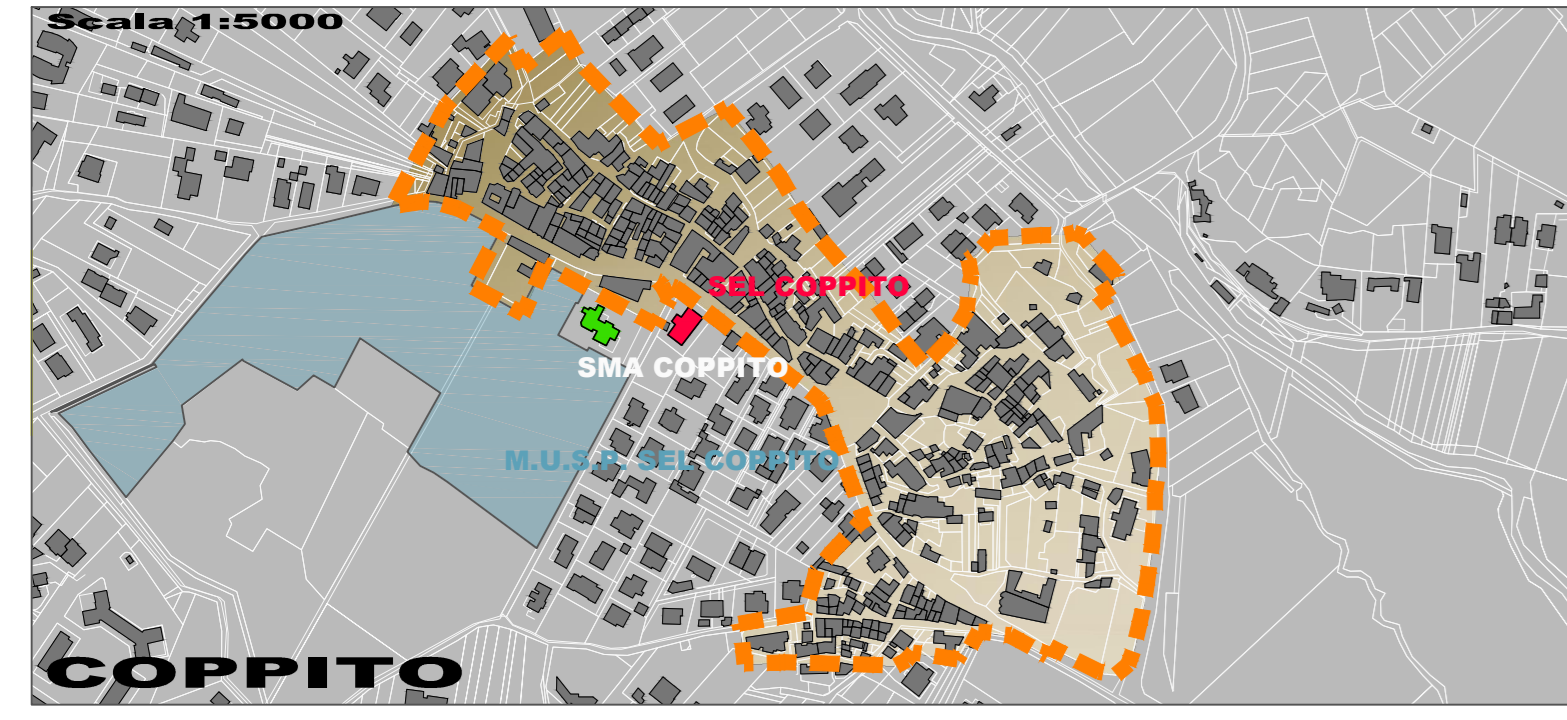 Scala 1:5000
SEL COPPITO
SMA COPPITO
M.U.S.P. SEL COPPITO
COPPITO